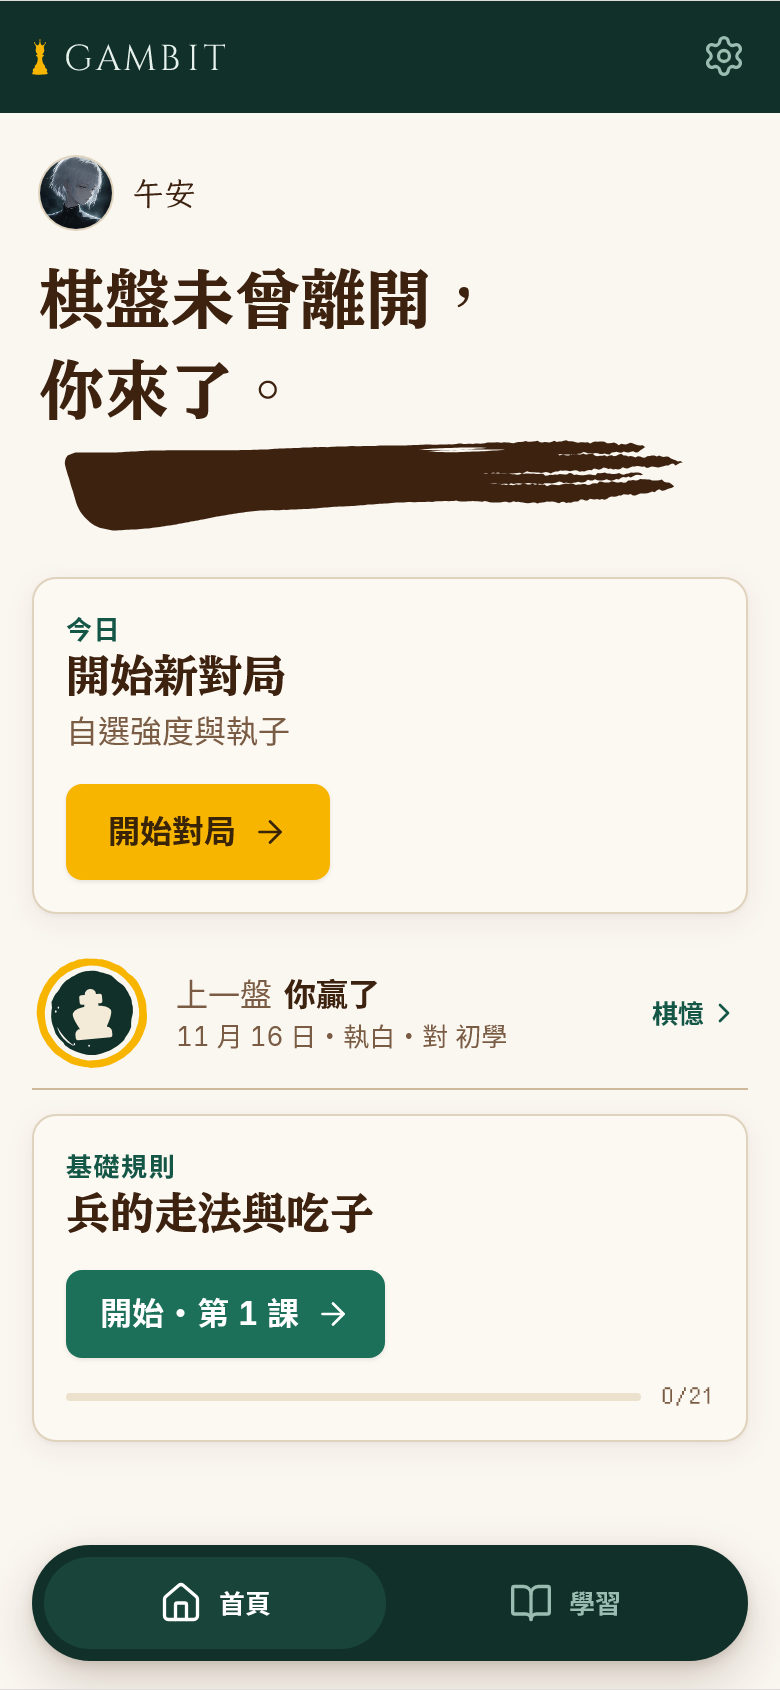 GAMBIT
午安
棋盤未曾離開，
你來了。
今日
開始新對局
自選強度與執子
開始對局
上一盤 你贏了
11 月 16 日・執白・對 初學
棋憶
基礎規則
兵的走法與吃子
開始・第 1 課
0/21
首頁
學習